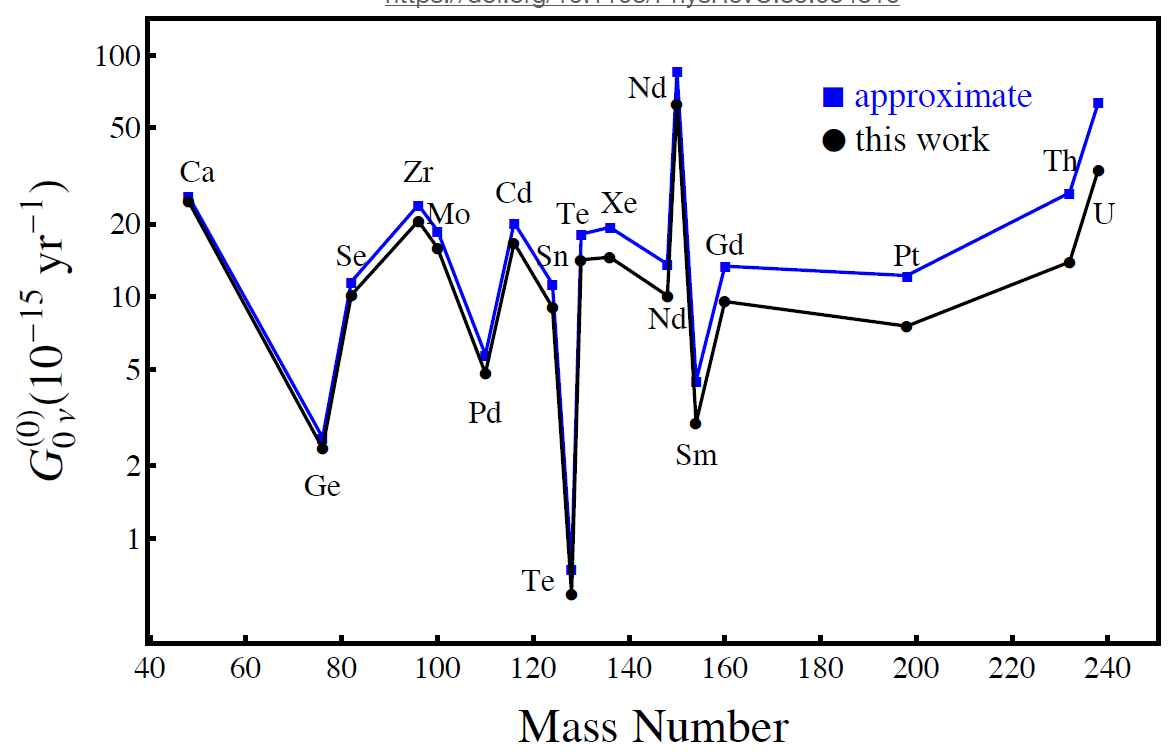 100
50
20
10
5
2
1
40 60 80 100 120 140 160 180 200 220 240
G_{0ν}^{(0)}(10^{-15} yr^{-1})
Mass Number
approximate
this work
Ca
Ge
Se
Zr
Mo
Pd
Cd
Sn
Te
Te
Xe
Nd
Nd
Sm
Gd
Pt
Th
U